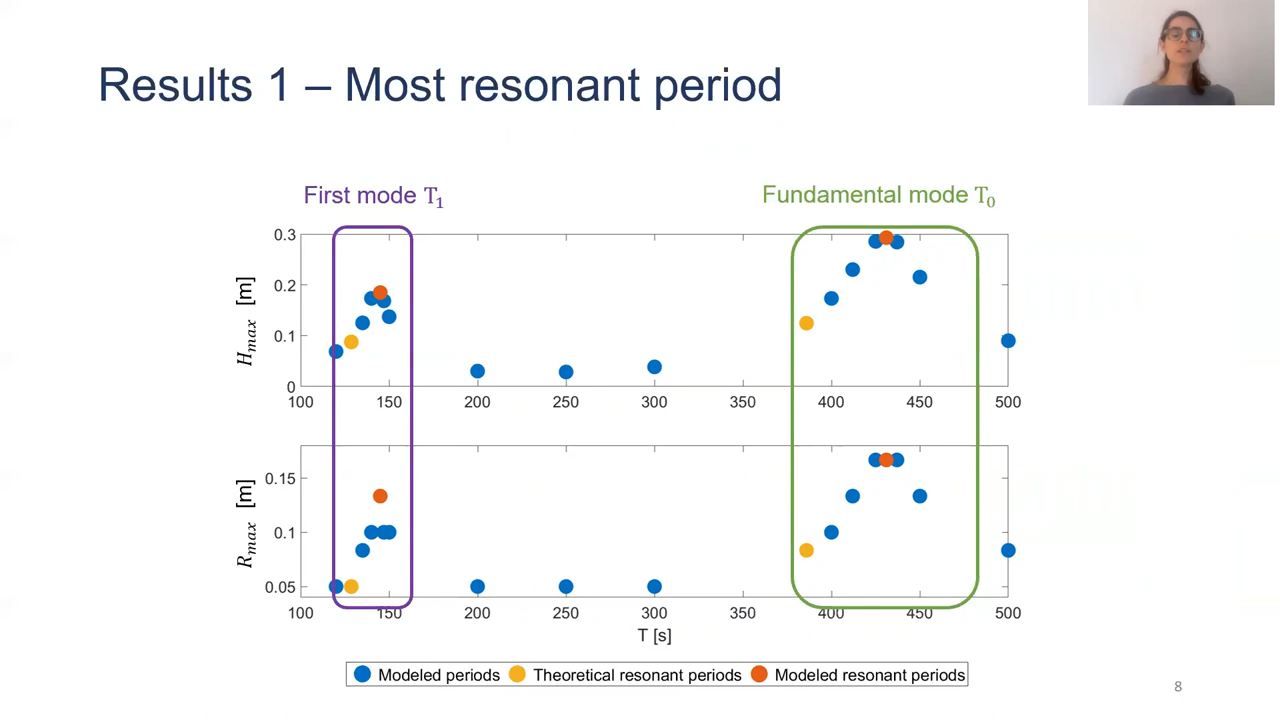 Results 1 – Most resonant period
First mode T₁
Fundamental mode T₀
H_max [m]
0.3
0.2
0.1
0
100 150 200 250 300 350 400 450 500
R_max [m]
0.15
0.1
0.05
100 150 200 250 300 350 400 450 500
T [s]
Modeled periods Theoretical resonant periods Modeled resonant periods
8